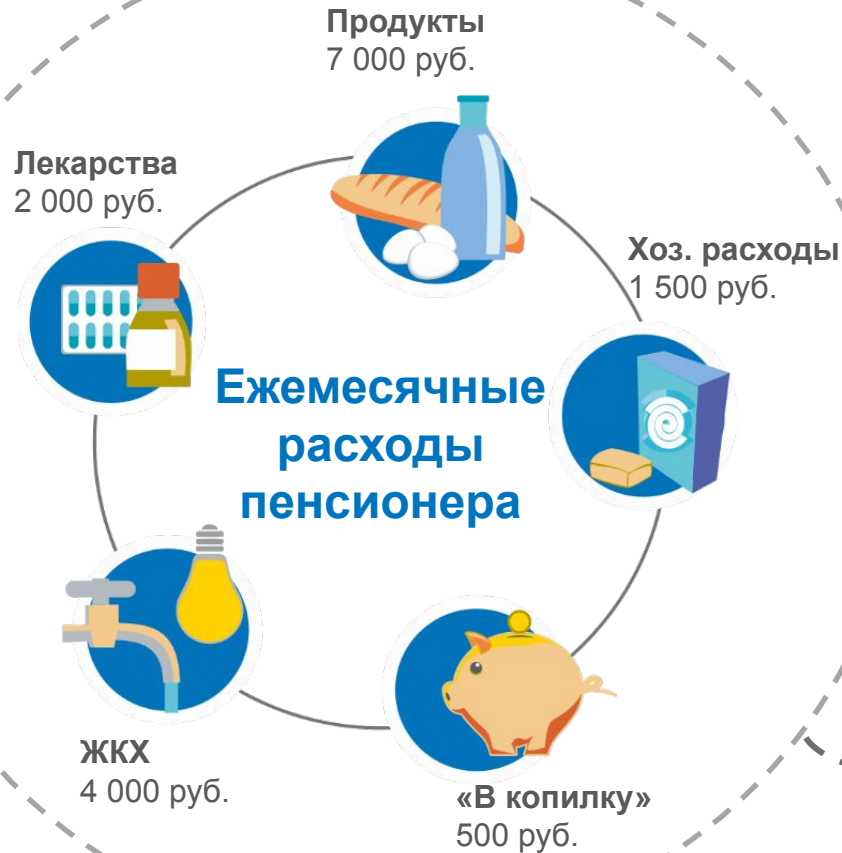 Продукты
7 000 руб.
Лекарства
2 000 руб.
Хоз. расходы
1 500 руб.
Ежемесячные
расходы
пенсионера
ЖКХ
4 000 руб.
«В копилку»
500 руб.